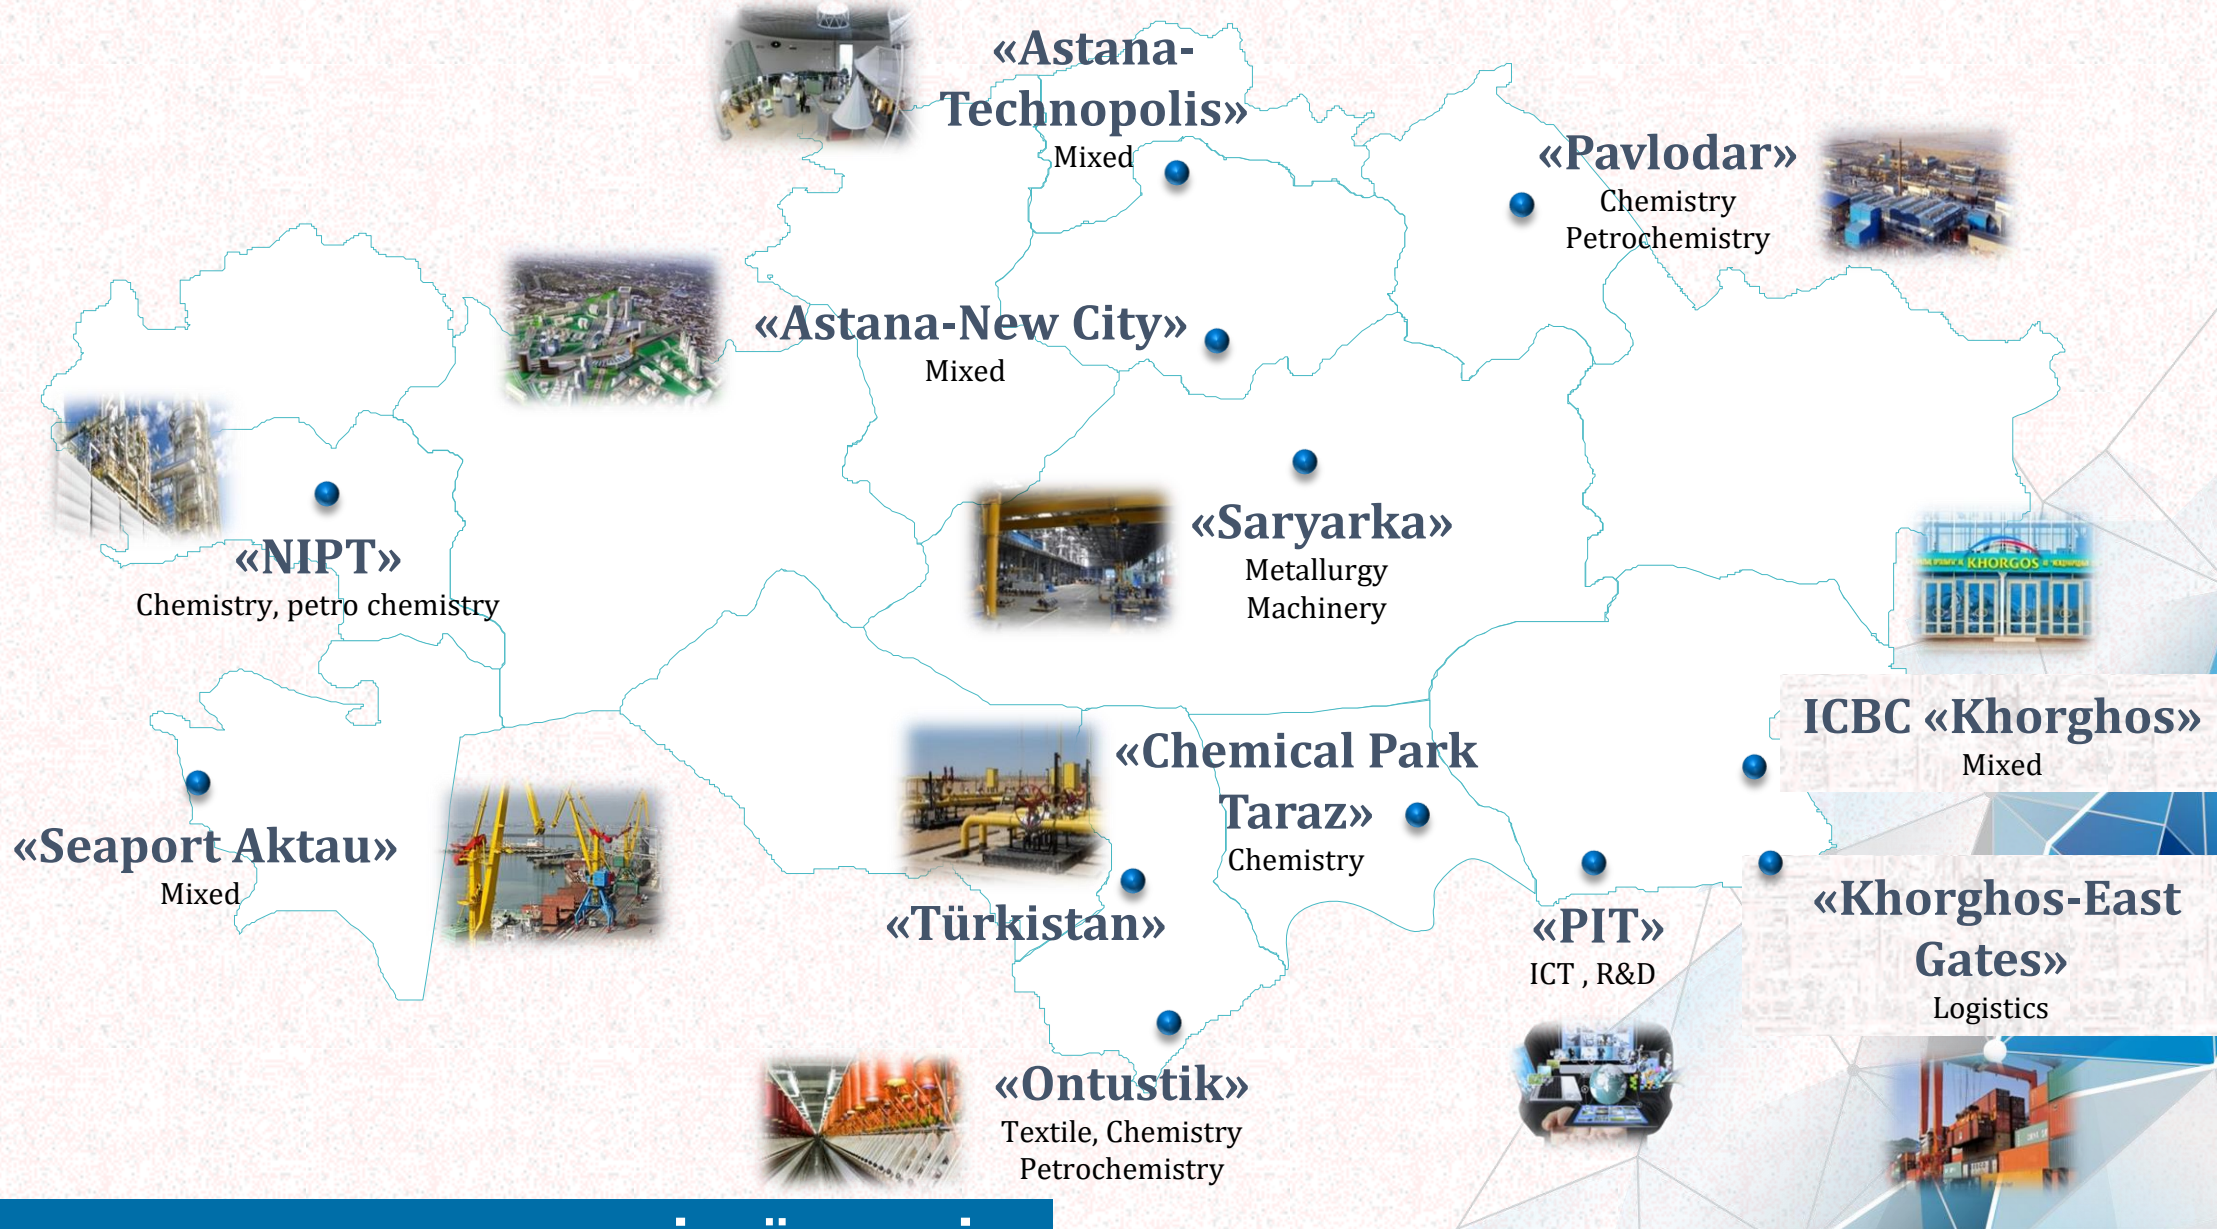 «Astana-
Technopolis»
Mixed
«Pavlodar»
Chemistry
Petrochemistry
«Astana-New City»
Mixed
«NIPT»
Chemistry, petro chemistry
«Saryarka»
Metallurgy
Machinery
KHORGOS
ICBC «Khorghos»
Mixed
«Chemical Park
Taraz»
Chemistry
«Seaport Aktau»
Mixed
«Türkistan»
«PIT»
ICT , R&D
«Khorghos-East
Gates»
Logistics
«Ontustik»
Textile, Chemistry
Petrochemistry